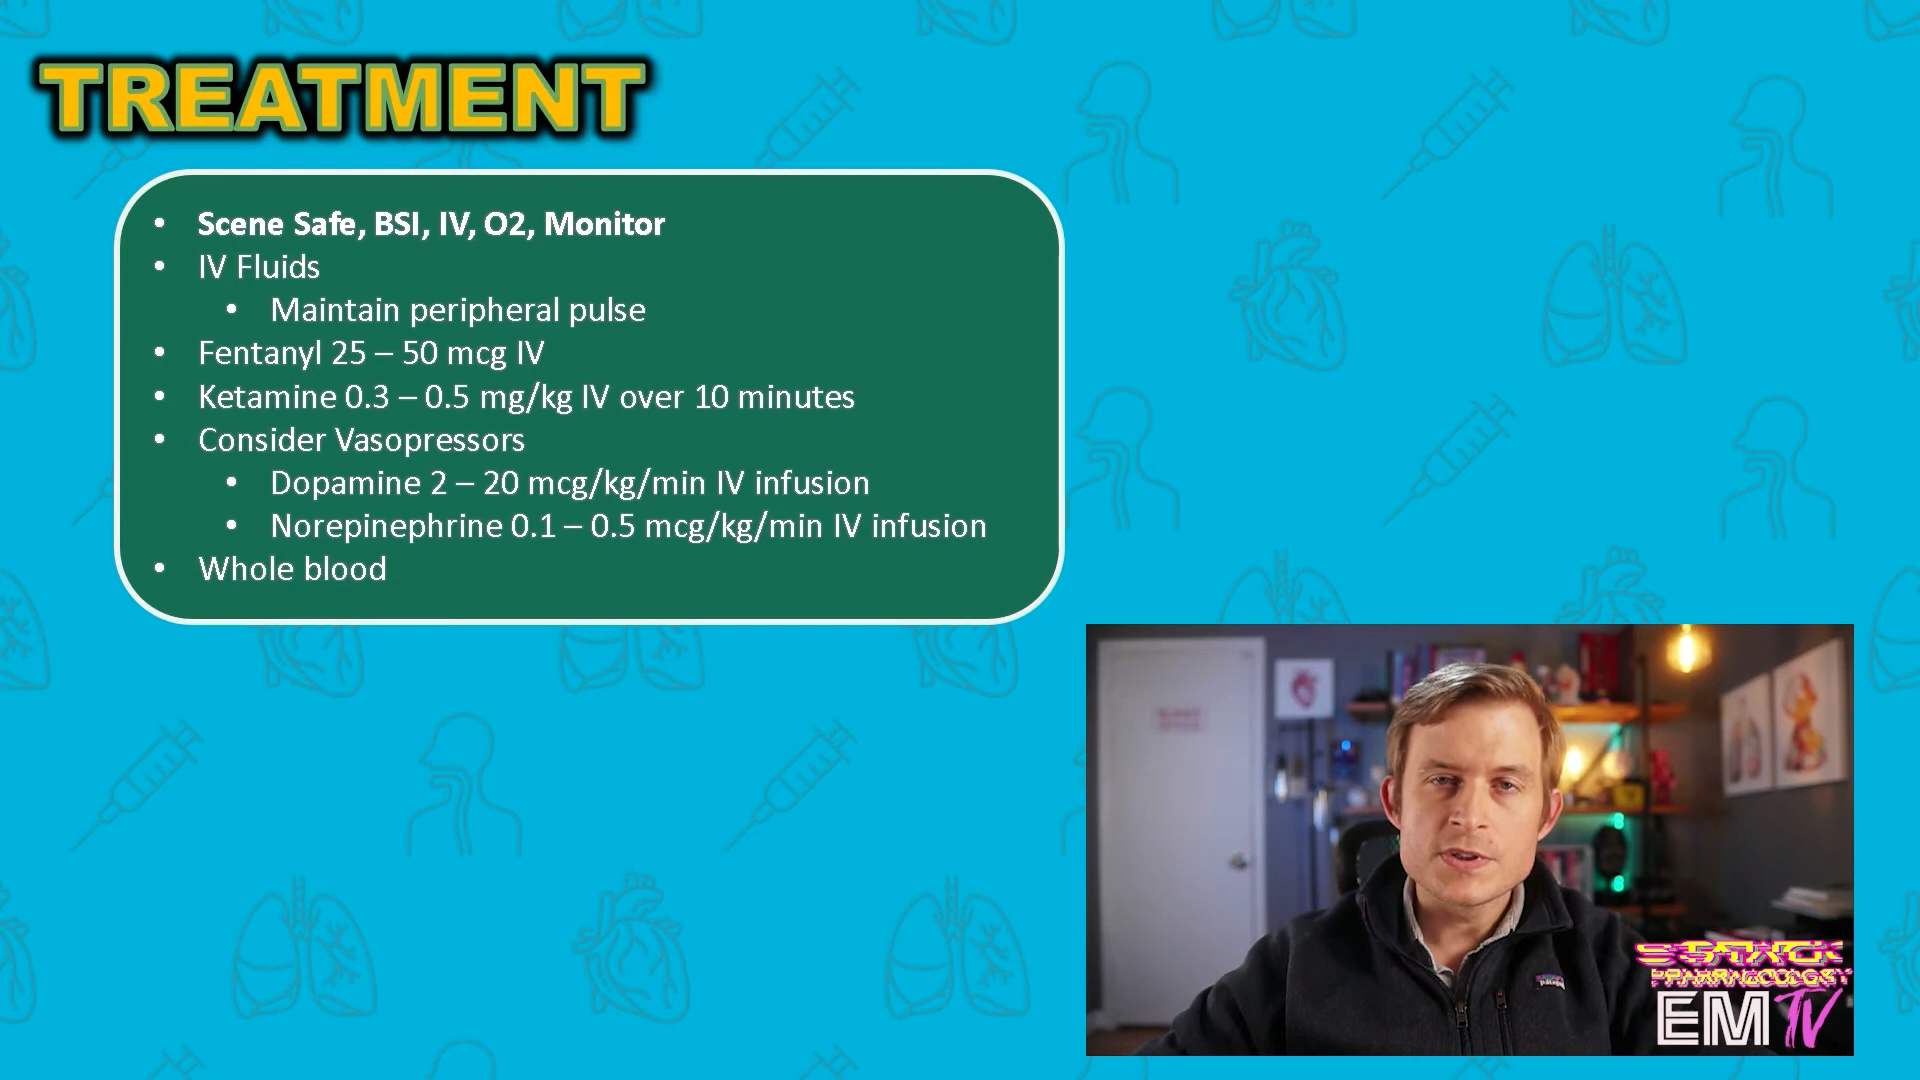 TREATMENT
• Scene Safe, BSI, IV, O2, Monitor
• IV Fluids
• Maintain peripheral pulse
• Fentanyl 25 – 50 mcg IV
• Ketamine 0.3 – 0.5 mg/kg IV over 10 minutes
• Consider Vasopressors
• Dopamine 2 – 20 mcg/kg/min IV infusion
• Norepinephrine 0.1 – 0.5 mcg/kg/min IV infusion
• Whole blood
PHARMACOLOGY
EM TV